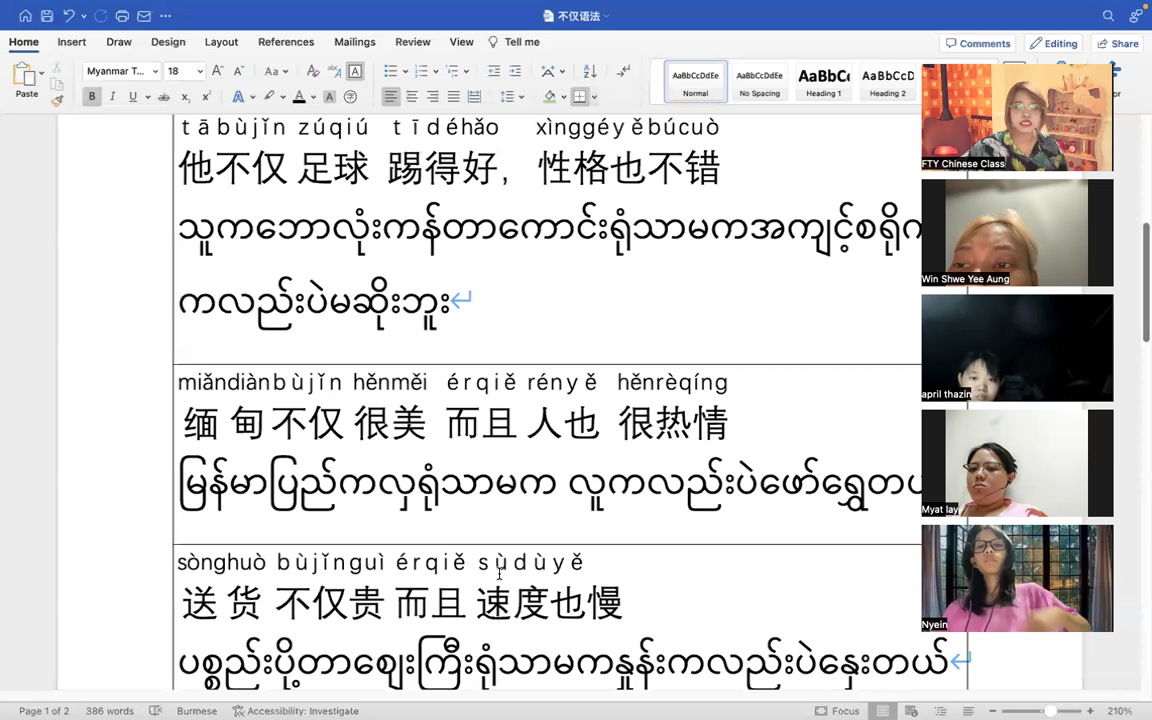 不仅语法
Home Insert Draw Design Layout References Mailings Review View Tell me
Comments Editing Share
Paste
Myanmar T... 18
AaBbCcDdEe AaBbCcDdEe AaBbC AaBbCcD
Normal No Spacing Heading 1 Heading 2
tā bùjǐn zúqiú tī déhǎo xìnggéyěbúcuò
他不仅 足球 踢得好, 性格也不错
သူကဘောလုံးကန်တာကောင်းရုံသာမကအကျင့်စရိုက်
ကလည်းပဲမဆိုးဘူး
miǎndiànbùjǐn hěnměi érqiě rényě hěnrèqíng
缅 甸 不仅 很美 而且 人也 很热情
မြန်မာပြည်ကလှရုံသာမက လူကလည်းပဲဖော်ရွေတယ်
sònghuò bùjǐnguì érqiě sùdùyě
送 货 不仅贵 而且 速度也慢
ပစ္စည်းပို့တာဈေးကြီးရုံသာမကနှုန်းကလည်းပဲနှေးတယ်
FTY Chinese Class
Win Shwe Yee Aung
april thazin
Myat lay
Nyein
Page 1 of 2 386 words Burmese Accessibility: Investigate Focus 210%